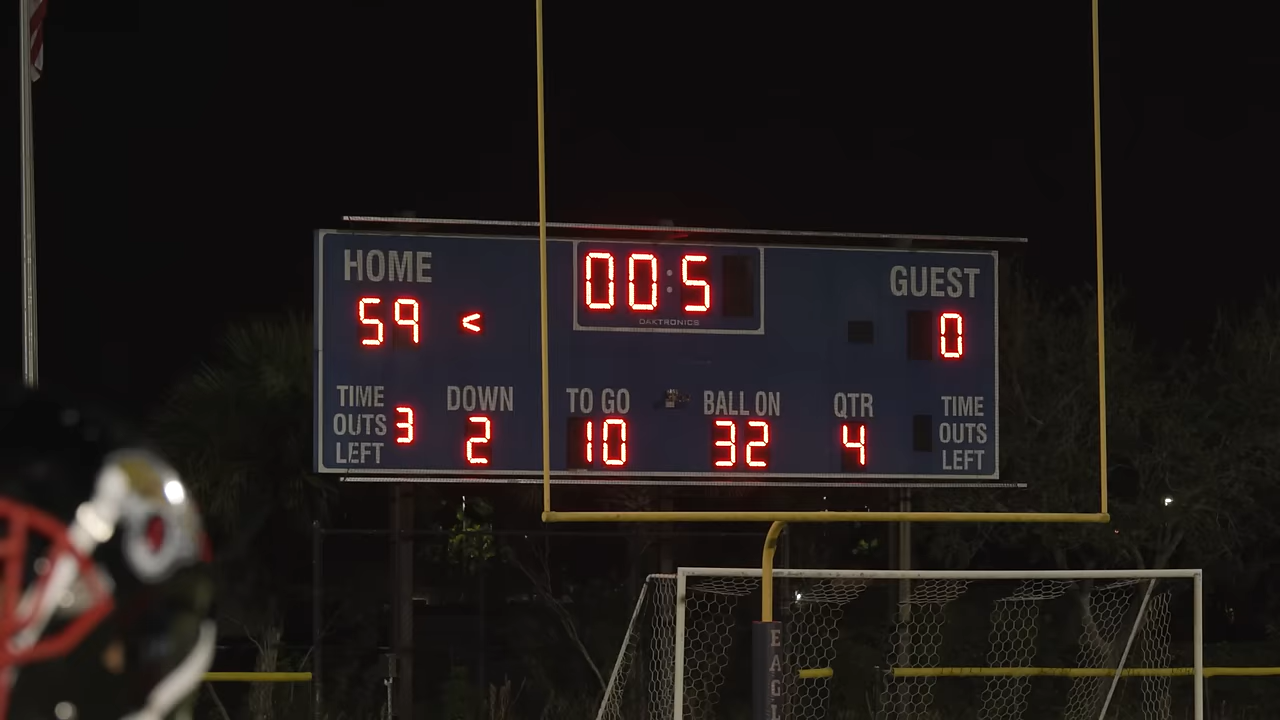 HOME
00:5
DAKTRONICS
GUEST
59 <
0
TIME OUTS LEFT 3
DOWN 2
TO GO 10
BALL ON 32
QTR 4
TIME OUTS LEFT
EAG